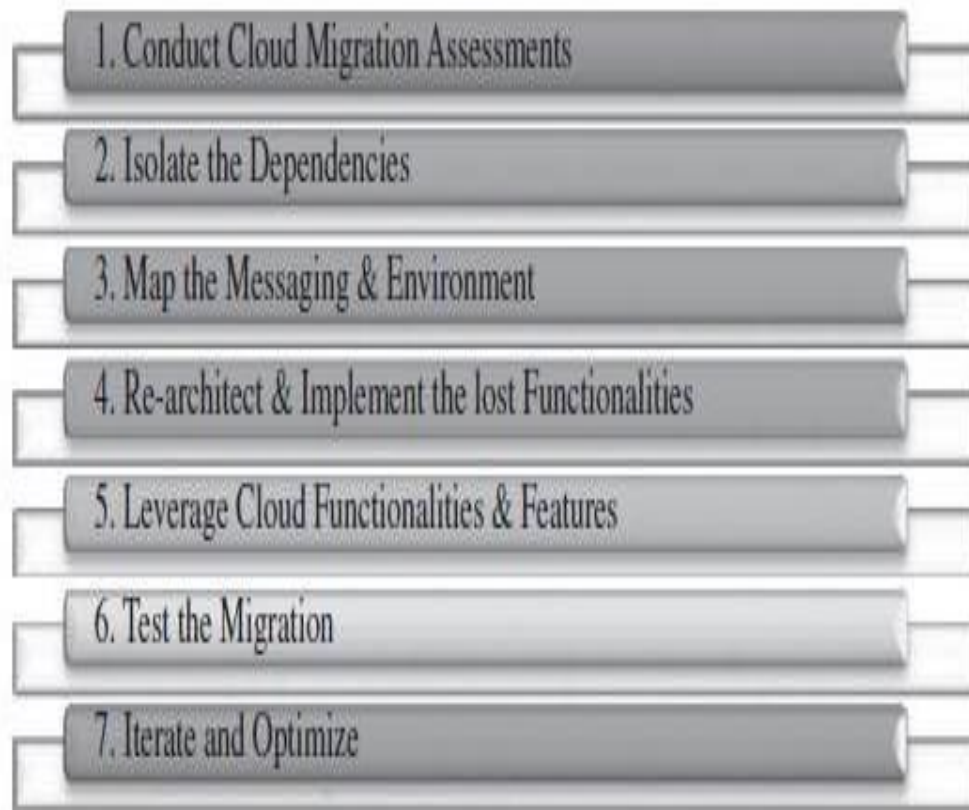 1. Conduct Cloud Migration Assessments
2. Isolate the Dependencies
3. Map the Messaging & Environment
4. Re-architect & Implement the lost Functionalities
5. Leverage Cloud Functionalities & Features
6. Test the Migration
7. Iterate and Optimize